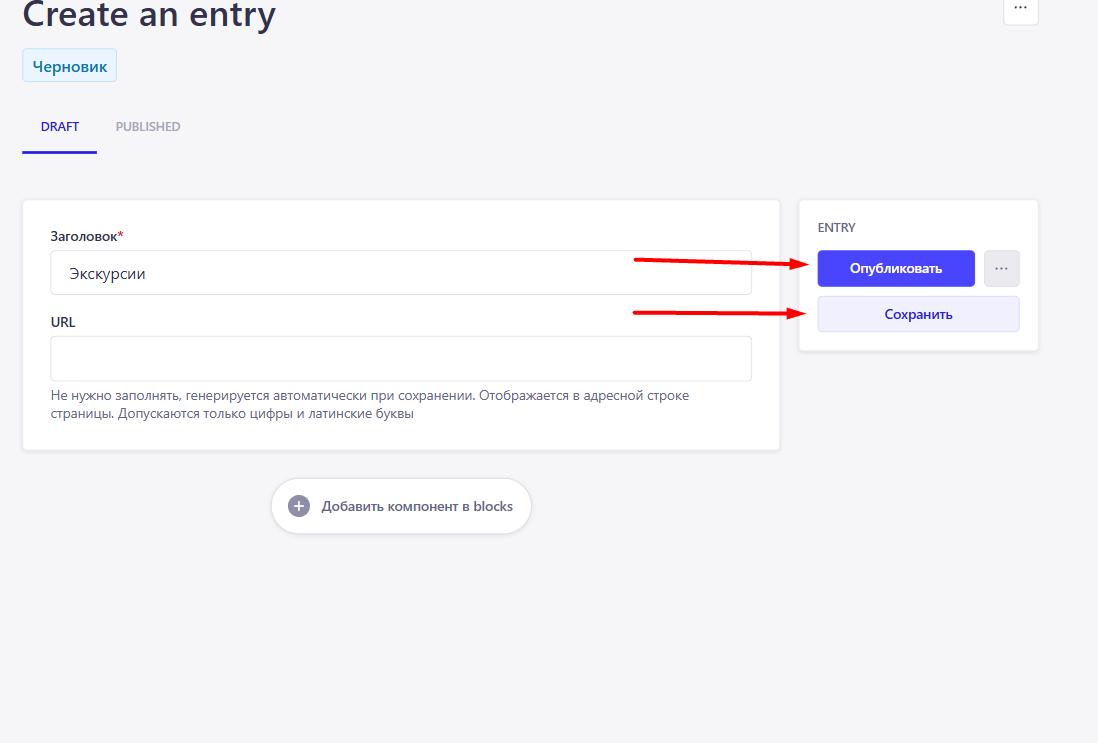 Create an entry
Черновик
DRAFT
PUBLISHED
Заголовок*
Экскурсии
URL
Не нужно заполнять, генерируется автоматически при сохранении. Отображается в адресной строке
страницы. Допускаются только цифры и латинские буквы
Добавить компонент в blocks
ENTRY
Опубликовать
Сохранить